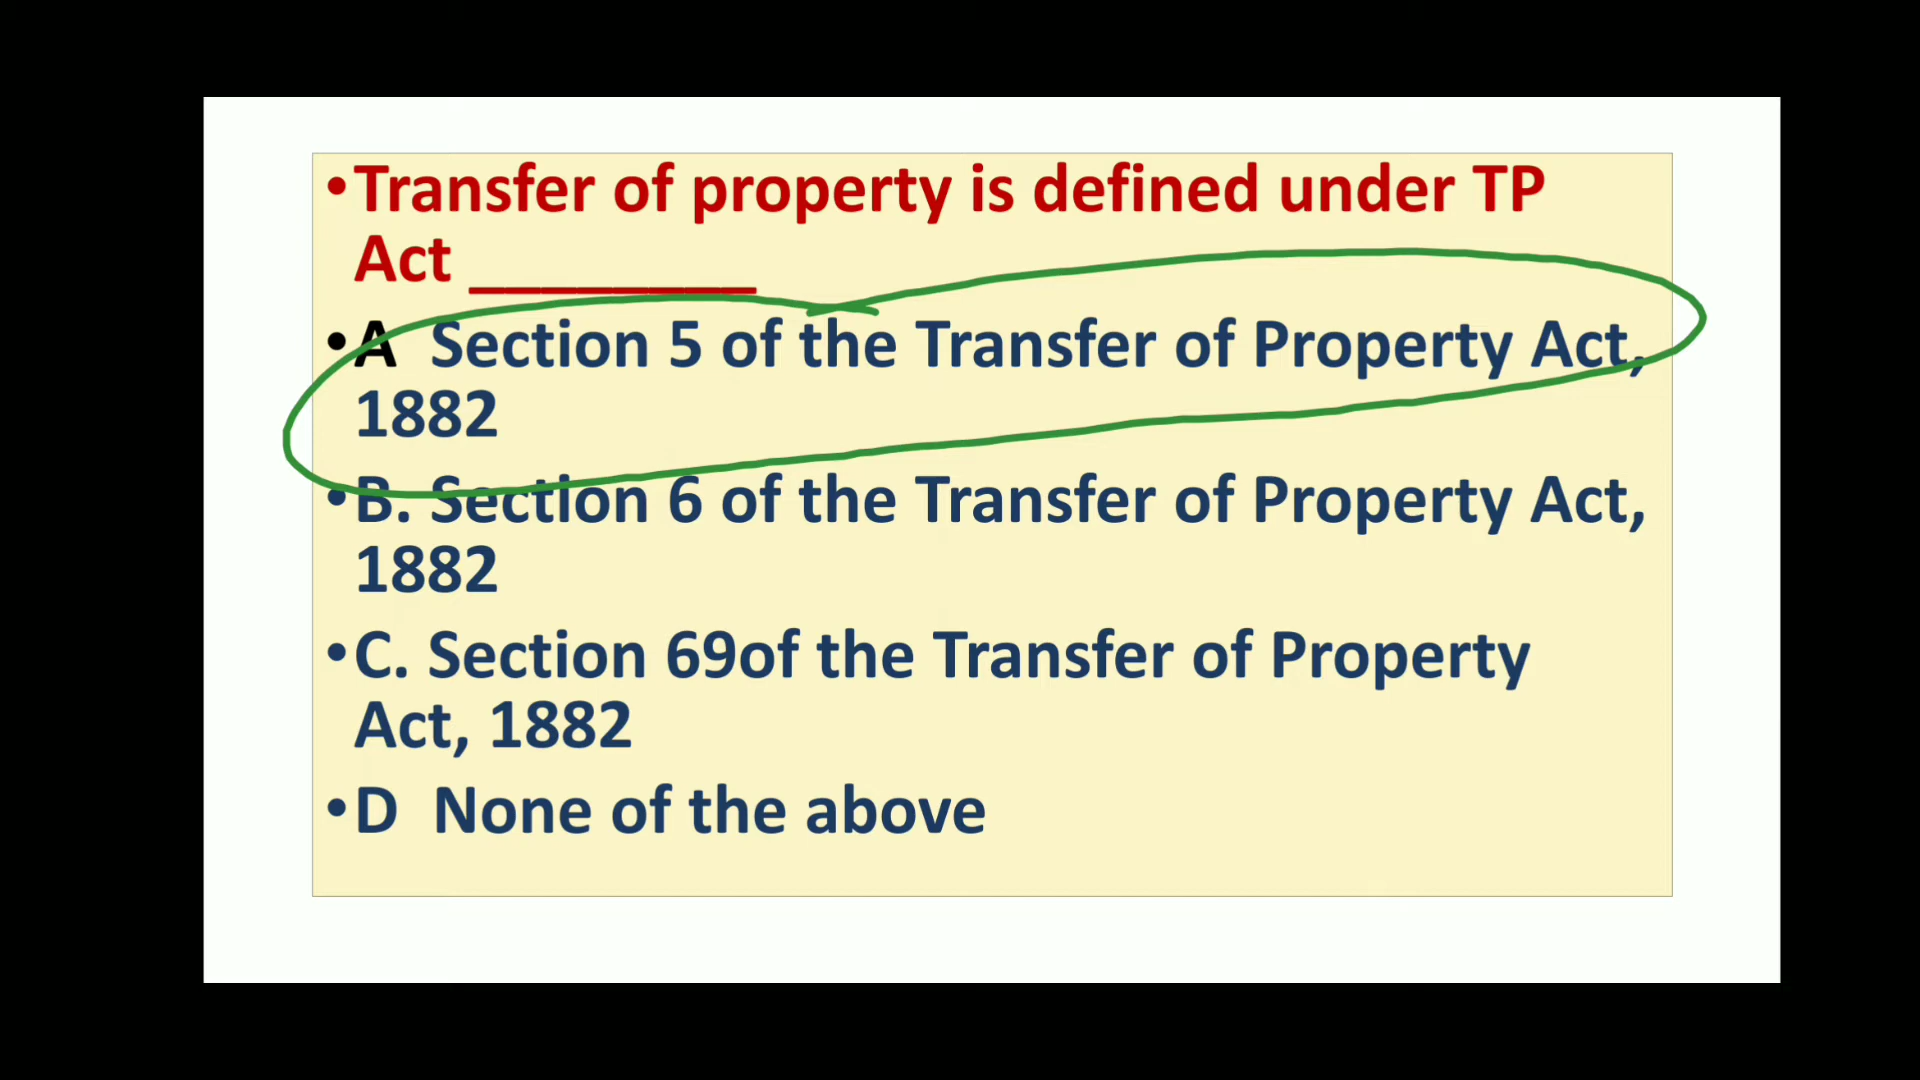 •Transfer of property is defined under TP
Act ________
•A Section 5 of the Transfer of Property Act,
1882
•B. Section 6 of the Transfer of Property Act,
1882
•C. Section 69of the Transfer of Property
Act, 1882
•D None of the above